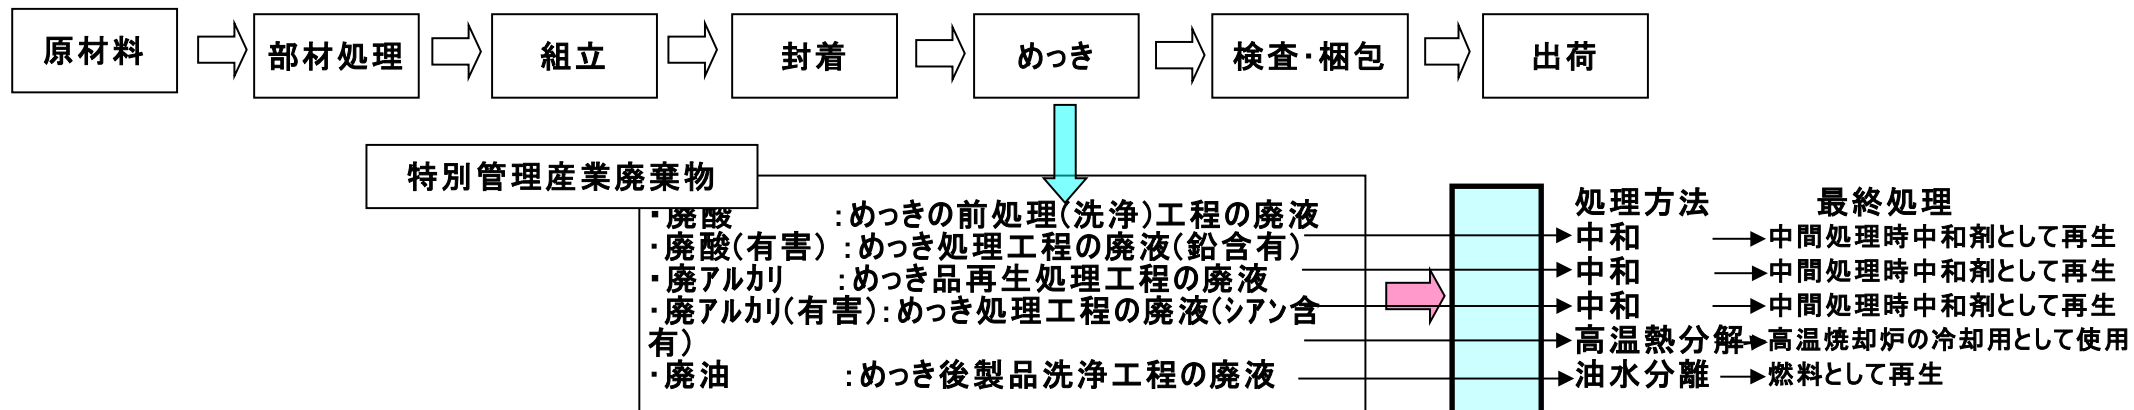 原材料
部材処理
組立
封着
めっき
検査・梱包
出荷
特別管理産業廃棄物
処理方法 最終処理
・廃酸 :めっきの前処理(洗浄)工程の廃液 中和 中間処理時中和剤として再生
・廃酸(有害) :めっき処理工程の廃液(鉛含有) 中和 中間処理時中和剤として再生
・廃アルカリ :めっき品再生処理工程の廃液 中和 中間処理時中和剤として再生
・廃アルカリ(有害):めっき処理工程の廃液(シアン含
有) 高温熱分解 高温焼却炉の冷却用として使用
・廃油 :めっき後製品洗浄工程の廃液 油水分離 燃料として再生